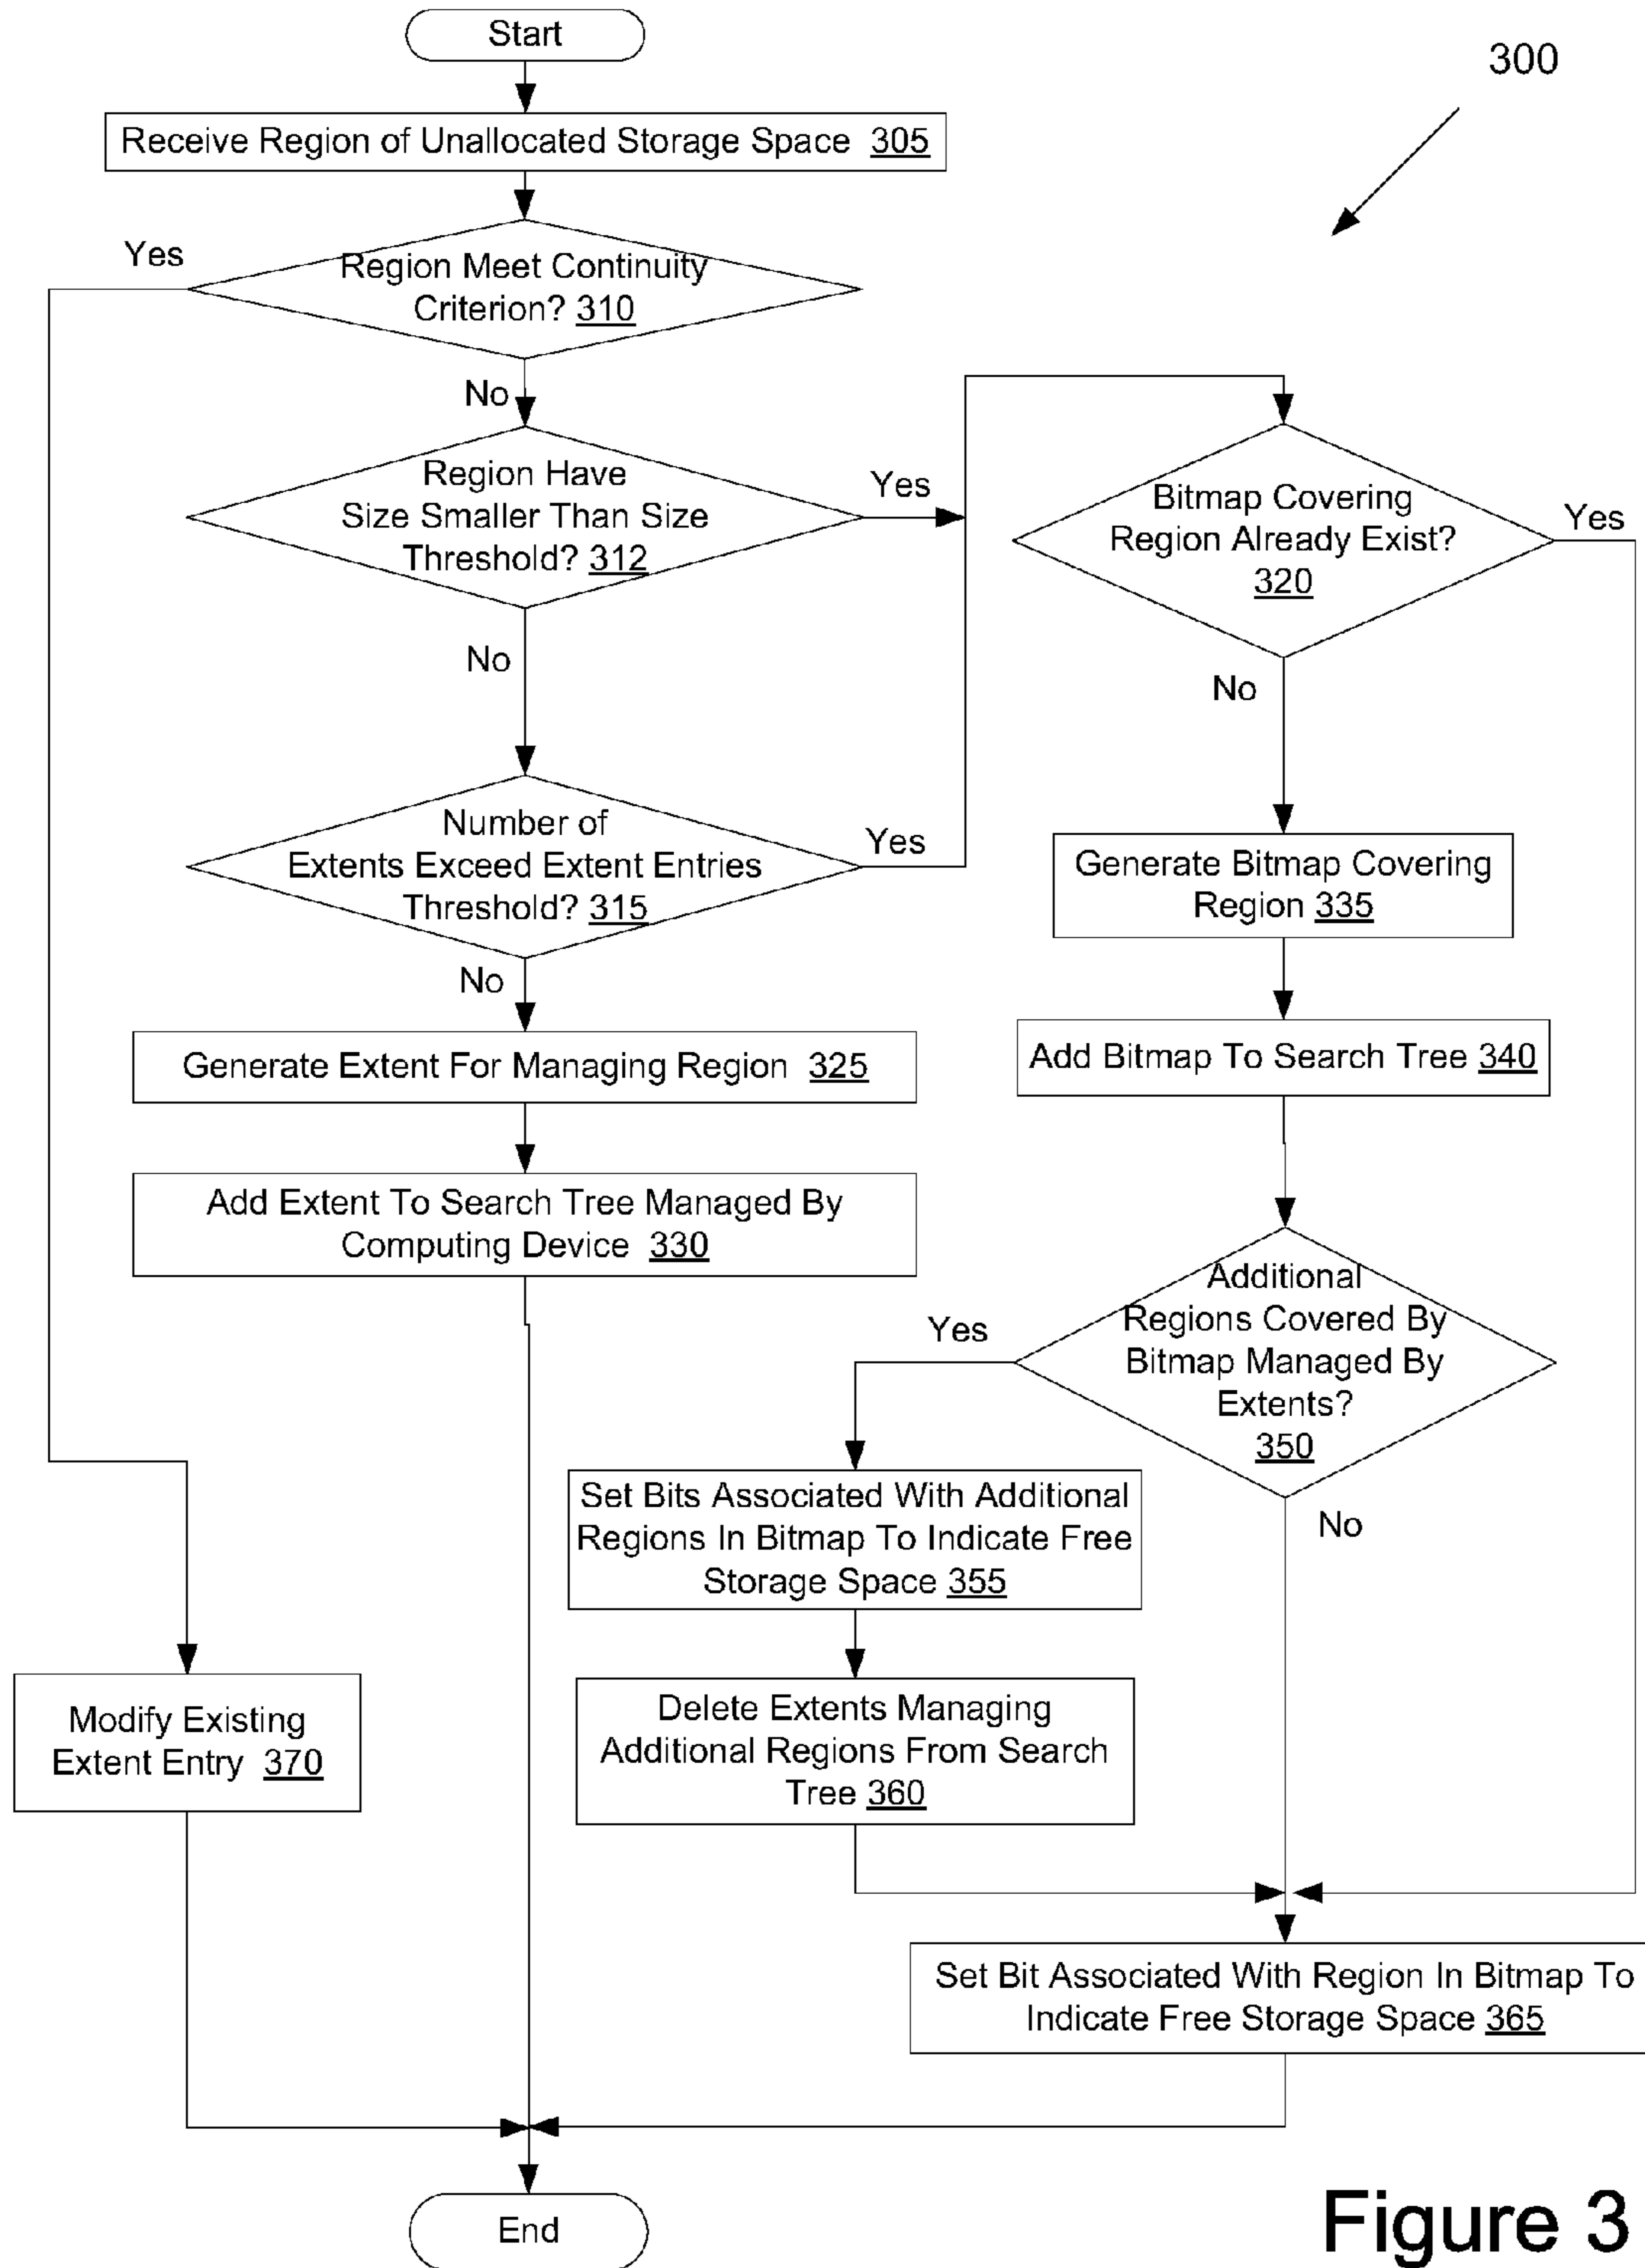 Start
300
Receive Region of Unallocated Storage Space 305
Yes
Region Meet Continuity
Criterion? 310
No
Region Have
Size Smaller Than Size
Threshold? 312
Yes
Bitmap Covering
Region Already Exist?
320
Yes
No
No
Number of
Extents Exceed Extent Entries
Threshold? 315
Yes
Generate Bitmap Covering
Region 335
No
Generate Extent For Managing Region 325
Add Bitmap To Search Tree 340
Add Extent To Search Tree Managed By
Computing Device 330
Additional
Regions Covered By
Bitmap Managed By
Extents?
350
Yes
No
Set Bits Associated With Additional
Regions In Bitmap To Indicate Free
Storage Space 355
Delete Extents Managing
Additional Regions From Search
Tree 360
Modify Existing
Extent Entry 370
Set Bit Associated With Region In Bitmap To
Indicate Free Storage Space 365
End
Figure 3